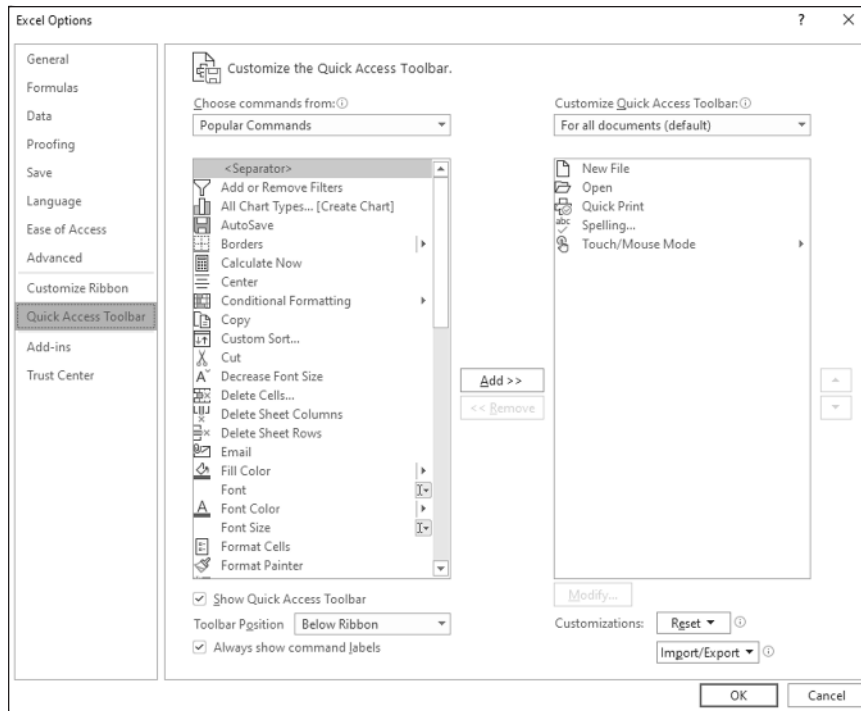 Excel Options
?
General
Formulas
Data
Proofing
Save
Language
Ease of Access
Advanced
Customize Ribbon
Quick Access Toolbar
Add-ins
Trust Center
Customize the Quick Access Toolbar.
Choose commands from:
Popular Commands
<Separator>
Add or Remove Filters
All Chart Types... [Create Chart]
AutoSave
Borders
Calculate Now
Center
Conditional Formatting
Copy
Custom Sort...
Cut
Decrease Font Size
Delete Cells...
Delete Sheet Columns
Delete Sheet Rows
Email
Fill Color
Font
Font Color
Font Size
Format Cells
Format Painter
Show Quick Access Toolbar
Toolbar Position Below Ribbon
Always show command labels
Add >>
<< Remove
Customize Quick Access Toolbar:
For all documents (default)
New File
Open
Quick Print
Spelling...
Touch/Mouse Mode
Modify...
Customizations: Reset
Import/Export
OK Cancel